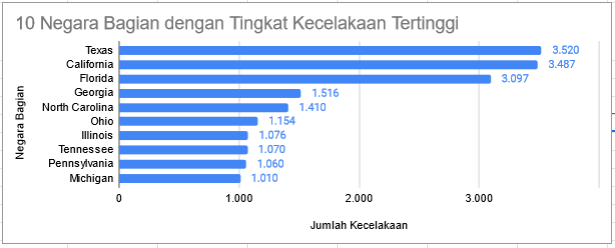 10 Negara Bagian dengan Tingkat Kecelakaan Tertinggi
Negara Bagian
Texas 3.520
California 3.487
Florida 3.097
Georgia 1.516
North Carolina 1.410
Ohio 1.154
Illinois 1.076
Tennessee 1.070
Pennsylvania 1.060
Michigan 1.010
0 1.000 2.000 3.000
Jumlah Kecelakaan